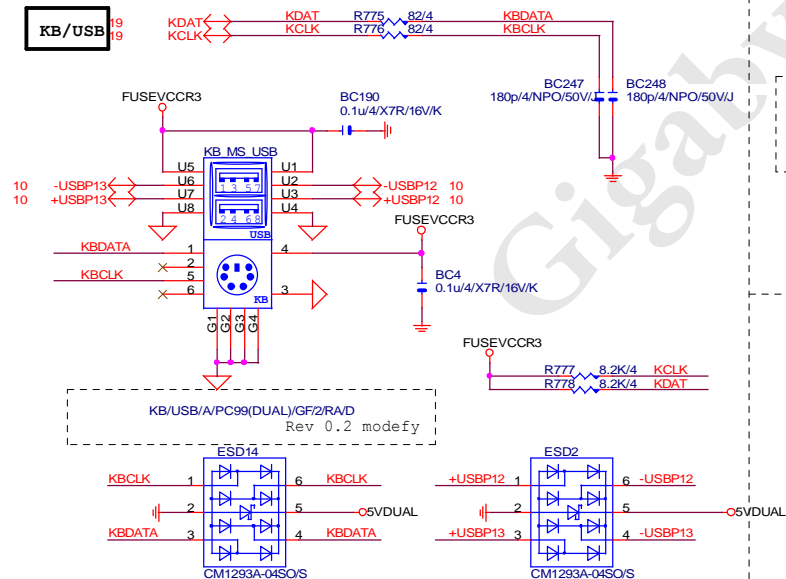 KB/USB
19 KDAT KDAT R775 82/4 KBDATA
19 KCLK KCLK R776 82/4 KBCLK
BC247 BC248
180p/4/NPO/50V/J 180p/4/NPO/50V/J
FUSEVCCR3
BC190
0.1u/4/X7R/16V/K
KB_MS_USB
U5 U1
10 -USBP13 U6 1 3 5 7 U2 -USBP12 10
10 +USBP13 U7 U3 +USBP12 10
U8 2 4 6 8 U4
USB
FUSEVCCR3
KBDATA 1 4
2
KBCLK 5
6 KB 3
BC4
0.1u/4/X7R/16V/K
G1 G2 G3 G4
FUSEVCCR3
R777 8.2K/4 KCLK
R778 8.2K/4 KDAT
KB/USB/A/PC99(DUAL)/GF/2/RA/D
Rev 0.2 modefy
ESD14
KBCLK 1 6 KBCLK
2 5 5VDUAL
KBDATA 3 4 KBDATA
CM1293A-04SO/S
ESD2
+USBP12 1 6 -USBP12
2 5 5VDUAL
+USBP13 3 4 -USBP13
CM1293A-04SO/S